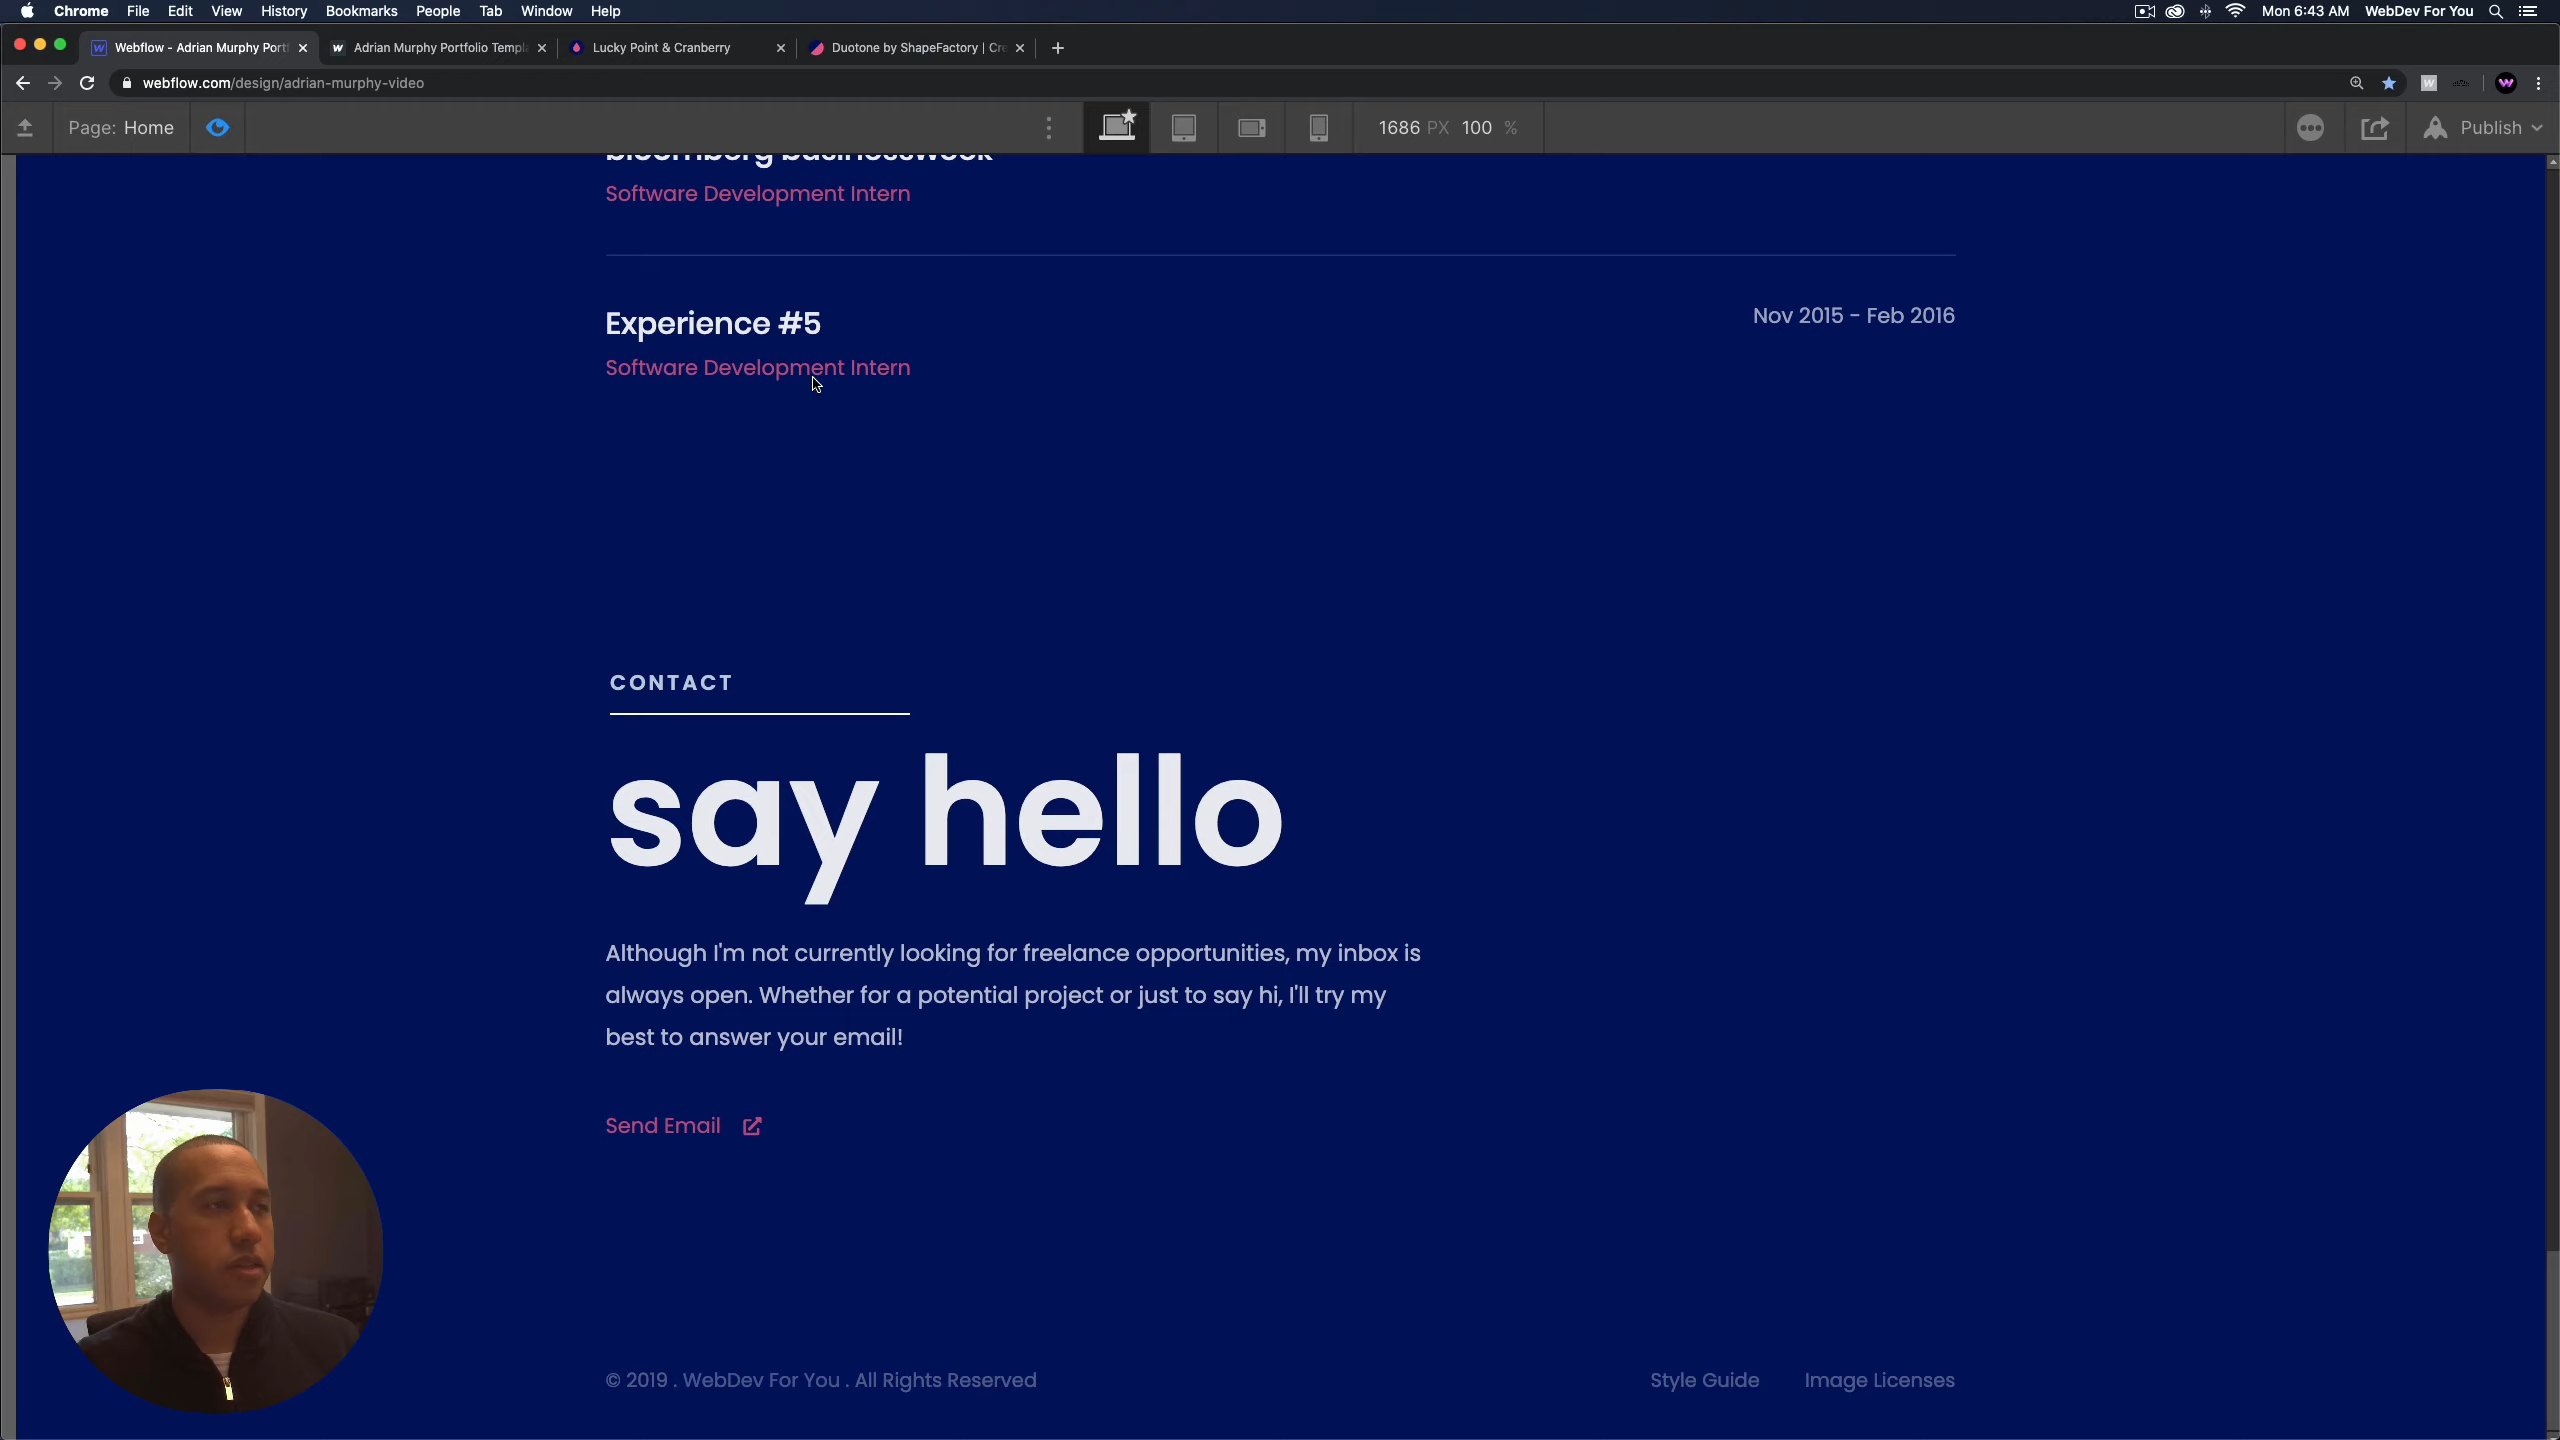 Chrome File Edit View History Bookmarks People Tab Window Help Mon 6:43 AM WebDev For You
Webflow - Adrian Murphy Portf Adrian Murphy Portfolio Templ Lucky Point & Cranberry Duotone by ShapeFactory | Cre
webflow.com/design/adrian-murphy-video
Page: Home 1686 PX 100 % Publish
bloomberg businessweek
Software Development Intern
Experience #5 Nov 2015 - Feb 2016
Software Development Intern
CONTACT
say hello
Although I'm not currently looking for freelance opportunities, my inbox is
always open. Whether for a potential project or just to say hi, I'll try my
best to answer your email!
Send Email
© 2019 . WebDev For You . All Rights Reserved Style Guide Image Licenses